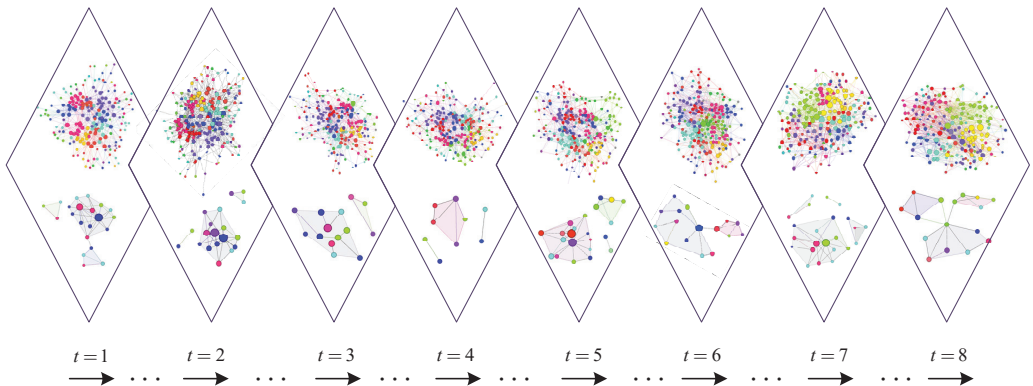 t = 1 t = 2 t = 3 t = 4 t = 5 t = 6 t = 7 t = 8
... ... ... ... ... ... ...